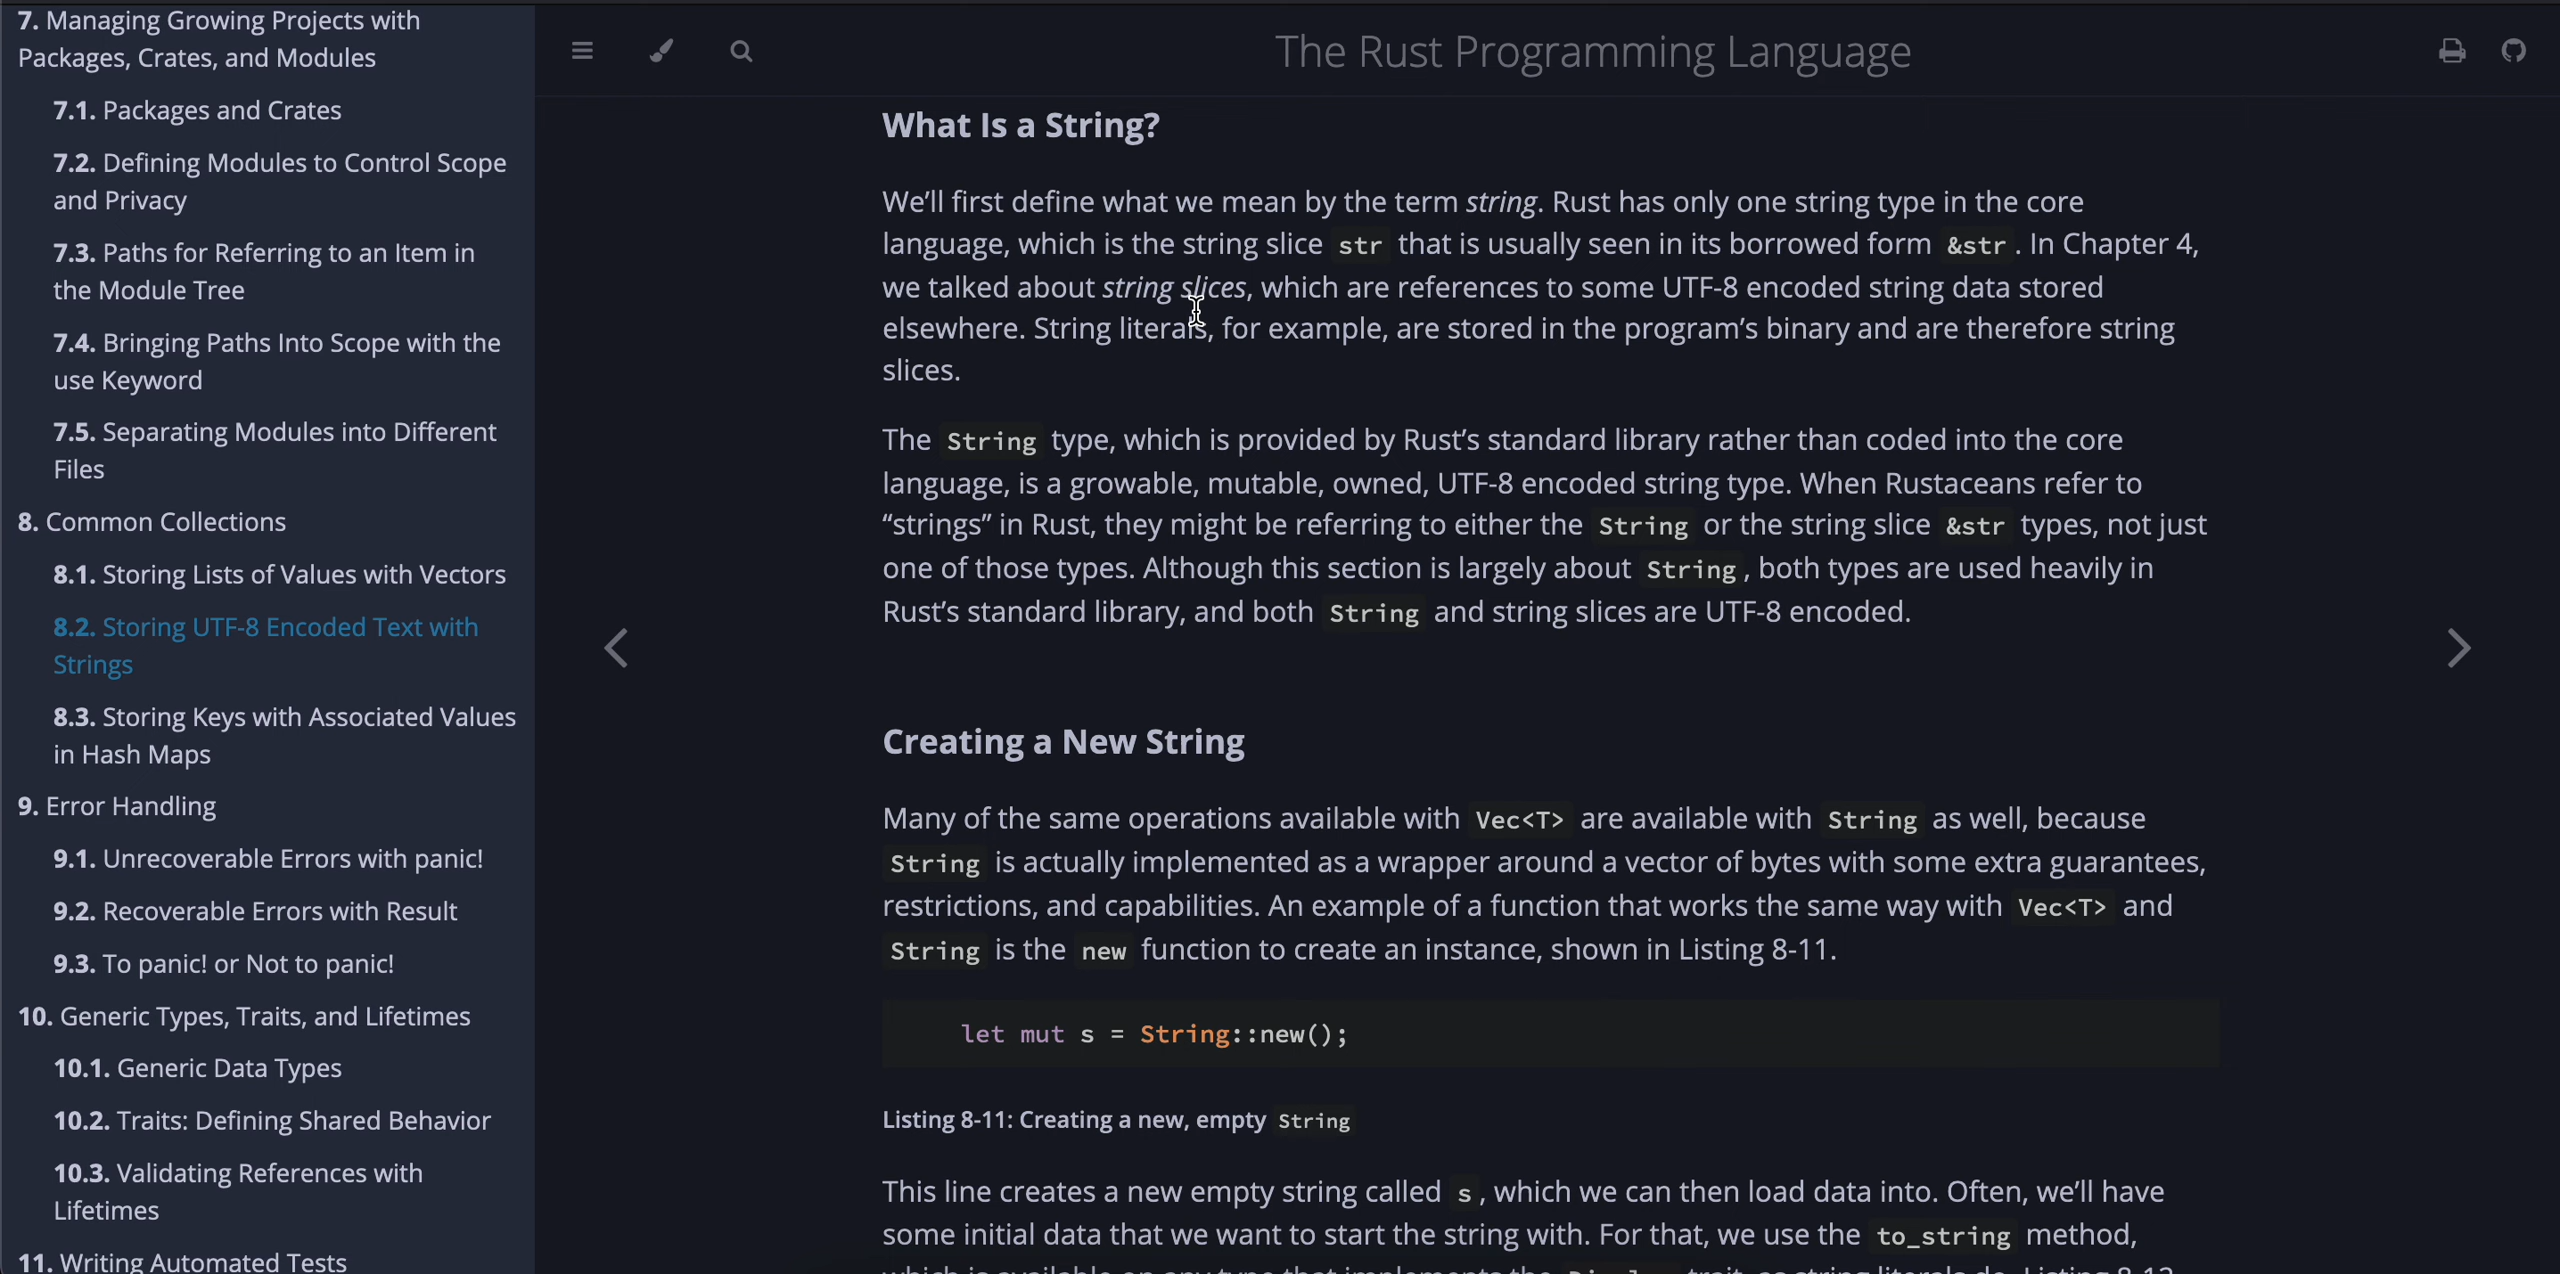 7. Managing Growing Projects with
Packages, Crates, and Modules
7.1. Packages and Crates
7.2. Defining Modules to Control Scope
and Privacy
7.3. Paths for Referring to an Item in
the Module Tree
7.4. Bringing Paths Into Scope with the
use Keyword
7.5. Separating Modules into Different
Files
8. Common Collections
8.1. Storing Lists of Values with Vectors
8.2. Storing UTF-8 Encoded Text with
Strings
8.3. Storing Keys with Associated Values
in Hash Maps
9. Error Handling
9.1. Unrecoverable Errors with panic!
9.2. Recoverable Errors with Result
9.3. To panic! or Not to panic!
10. Generic Types, Traits, and Lifetimes
10.1. Generic Data Types
10.2. Traits: Defining Shared Behavior
10.3. Validating References with
Lifetimes
11. Writing Automated Tests
The Rust Programming Language
What Is a String?
We’ll first define what we mean by the term string. Rust has only one string type in the core
language, which is the string slice str that is usually seen in its borrowed form &str. In Chapter 4,
we talked about string slices, which are references to some UTF-8 encoded string data stored
elsewhere. String literals, for example, are stored in the program’s binary and are therefore string
slices.
The String type, which is provided by Rust’s standard library rather than coded into the core
language, is a growable, mutable, owned, UTF-8 encoded string type. When Rustaceans refer to
“strings” in Rust, they might be referring to either the String or the string slice &str types, not just
one of those types. Although this section is largely about String, both types are used heavily in
Rust’s standard library, and both String and string slices are UTF-8 encoded.
Creating a New String
Many of the same operations available with Vec<T> are available with String as well, because
String is actually implemented as a wrapper around a vector of bytes with some extra guarantees,
restrictions, and capabilities. An example of a function that works the same way with Vec<T> and
String is the new function to create an instance, shown in Listing 8-11.
let mut s = String::new();
Listing 8-11: Creating a new, empty String
This line creates a new empty string called s, which we can then load data into. Often, we’ll have
some initial data that we want to start the string with. For that, we use the to_string method,
which is available on any type that implements the Display trait, as string literals do. Listing 8-12